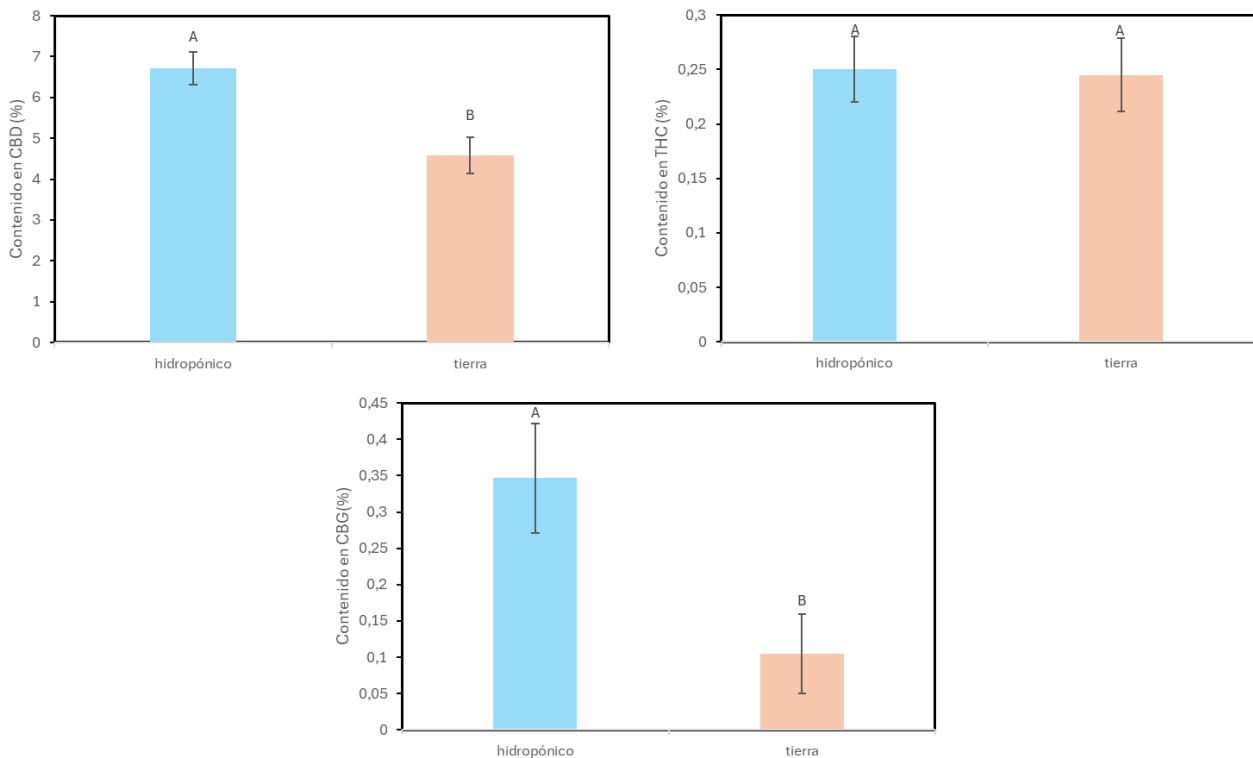 Contenido en CBD (%)
8
7
6
5
4
3
2
1
0
A
B
hidropónico
tierra
Contenido en THC (%)
0,3
0,25
0,2
0,15
0,1
0,05
0
A
A
hidropónico
tierra
Contenido en CBG(%)
0,45
0,4
0,35
0,3
0,25
0,2
0,15
0,1
0,05
0
A
B
hidropónico
tierra